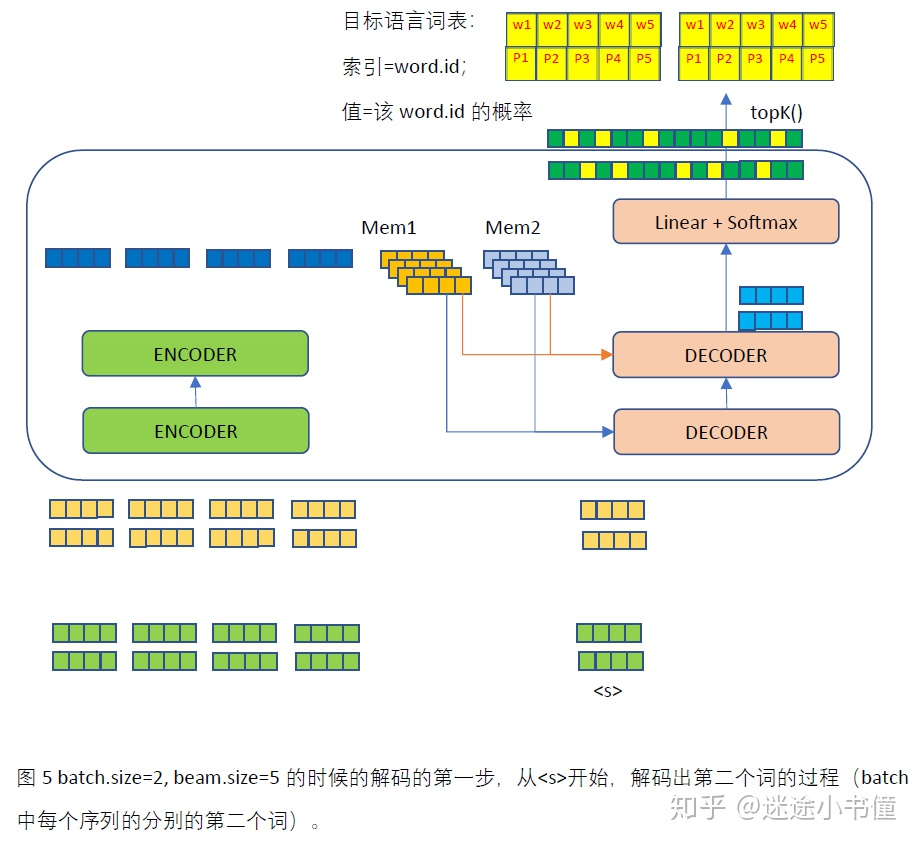 目标语言词表：
w1 w2 w3 w4 w5 w1 w2 w3 w4 w5
索引=word.id；
P1 P2 P3 P4 P5 P1 P2 P3 P4 P5
值=该 word.id 的概率
topK()
Linear + Softmax
Mem1 Mem2
ENCODER DECODER
ENCODER DECODER
<s>
图 5 batch.size=2, beam.size=5 的时候的解码的第一步，从<s>开始，解码出第二个词的过程（batch
中每个序列的分别的第二个词）。
知乎 @迷途小书僮